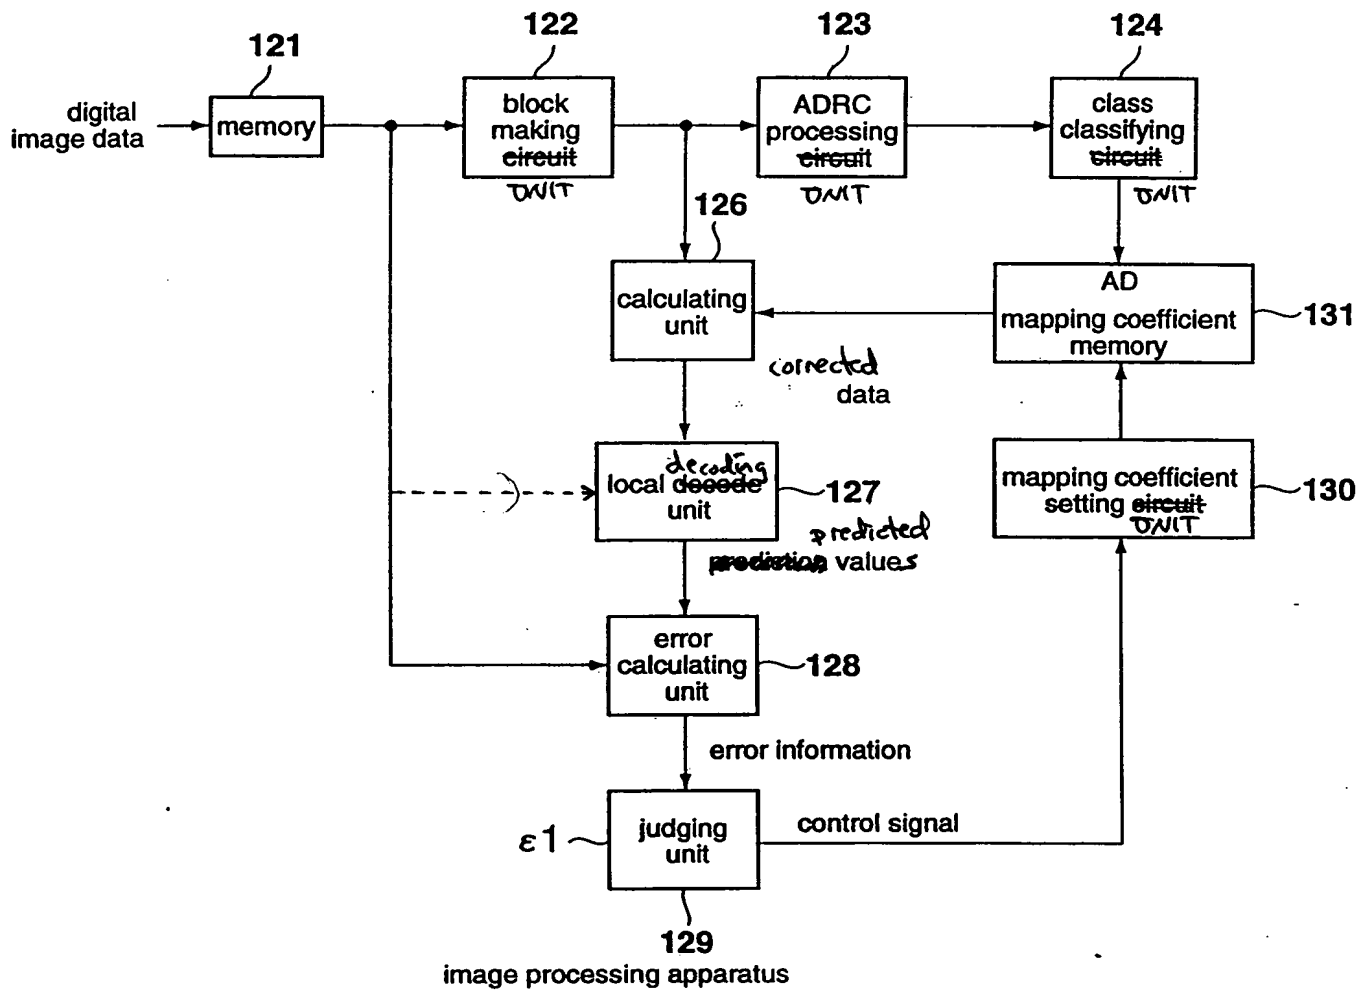 121
122
123
124
digital
image data
memory
block
making
circuit
UNIT
ADRC
processing
circuit
UNIT
class
classifying
circuit
UNIT
126
calculating
unit
AD
mapping coefficient
memory
131
corrected
data
decoding
local decode
unit
127
mapping coefficient
setting circuit
UNIT
130
predicted
prediction values
error
calculating
unit
128
error information
ε1
judging
unit
control signal
129
image processing apparatus